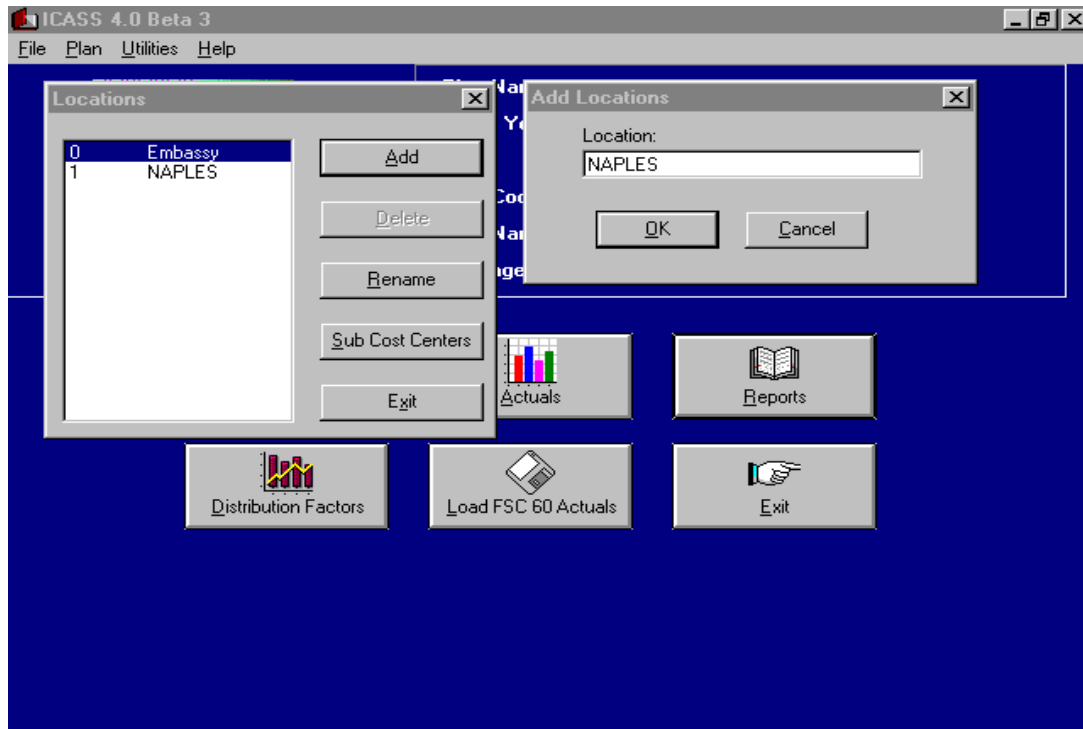 ICASS 4.0 Beta 3
File Plan Utilities Help
Locations
0 Embassy
1 NAPLES
Add
Delete
Rename
Sub Cost Centers
Exit
Add Locations
Location:
NAPLES
OK
Cancel
Actuals
Reports
Distribution Factors
Load FSC 60 Actuals
Exit